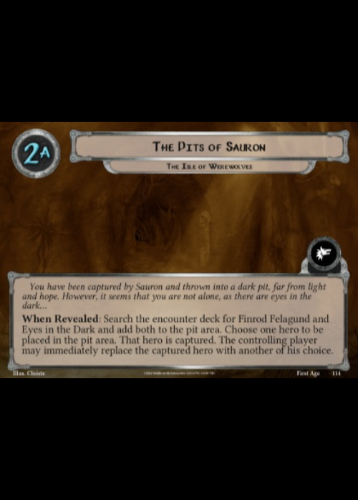 2A
The Pits of Sauron
The Isle of Werewolves
You have been captured by Sauron and thrown into a dark pit, far from light
and hope. However, it seems that you are not alone, as there are eyes in the
dark...
When Revealed: Search the encounter deck for Finrod Felagund and
Eyes in the Dark and add both to the pit area. Choose one hero to be
placed in the pit area. That hero is captured. The controlling player
may immediately replace the captured hero with another of his choice.
First Age